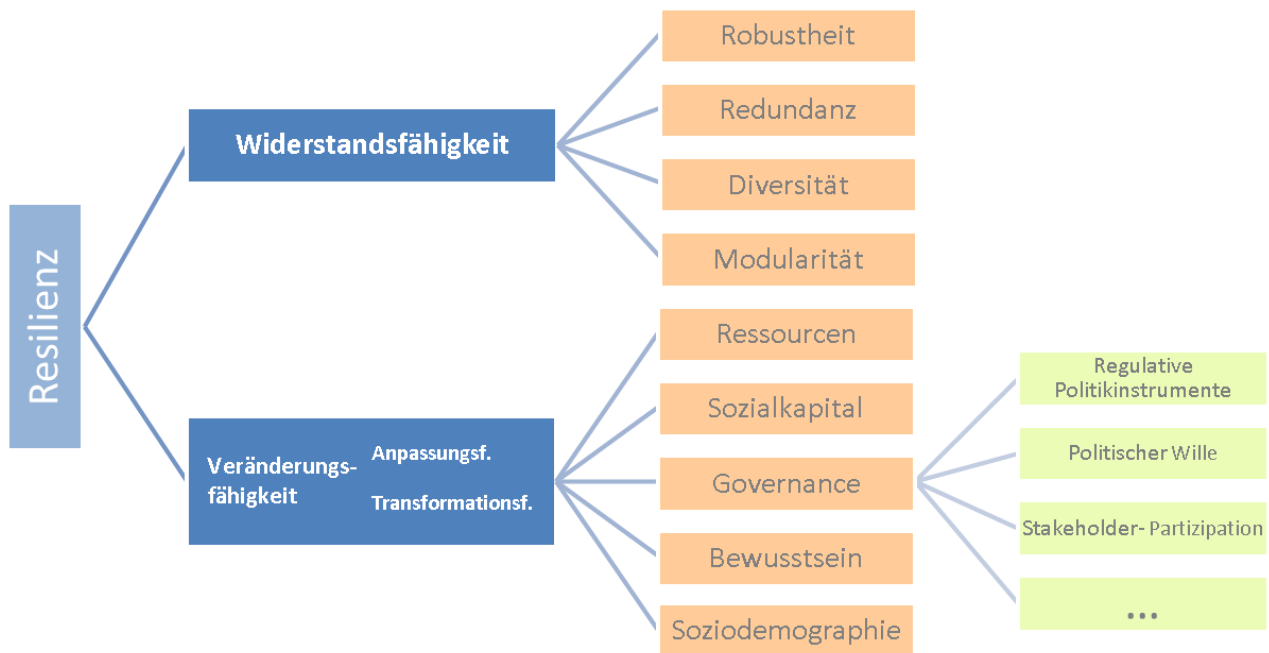 Resilienz
Widerstandsfähigkeit
Veränderungs-
fähigkeit
Anpassungsf.
Transformationsf.
Robustheit
Redundanz
Diversität
Modularität
Ressourcen
Sozialkapital
Governance
Bewusstsein
Soziodemographie
Regulative
Politikinstrumente
Politischer Wille
Stakeholder- Partizipation
...